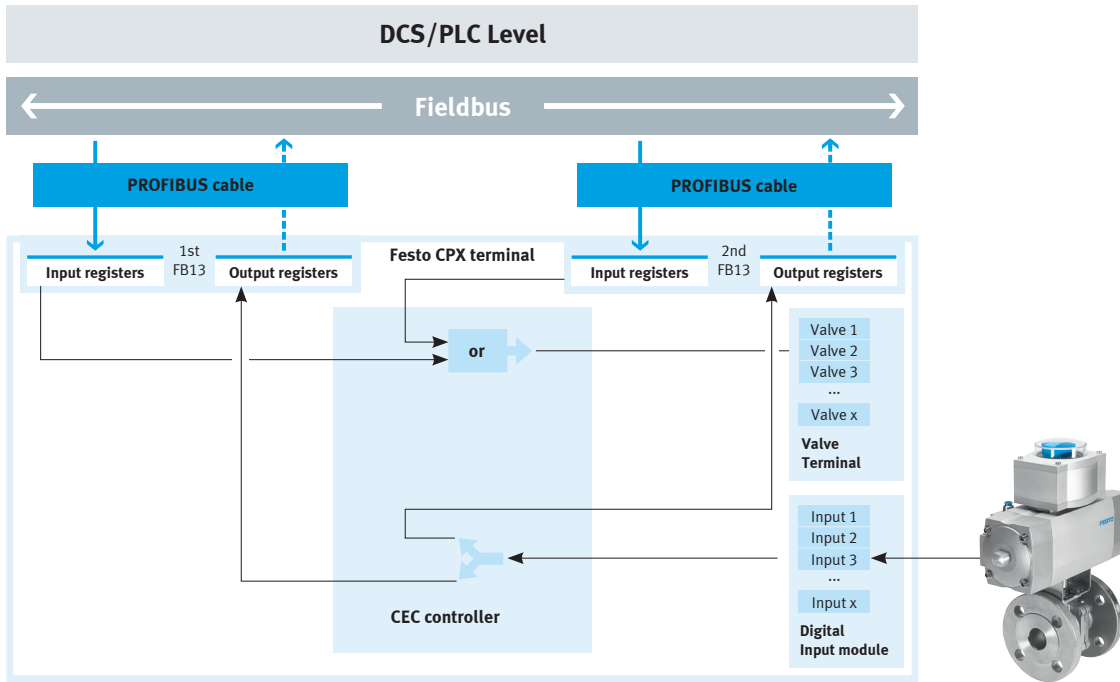 DCS/PLC Level
Fieldbus
PROFIBUS cable
PROFIBUS cable
Input registers
1st
FB13
Output registers
Festo CPX terminal
Input registers
2nd
FB13
Output registers
or
Valve 1
Valve 2
Valve 3
...
Valve x
Valve
Terminal
Input 1
Input 2
Input 3
...
Input x
Digital
Input module
CEC controller
FESTO